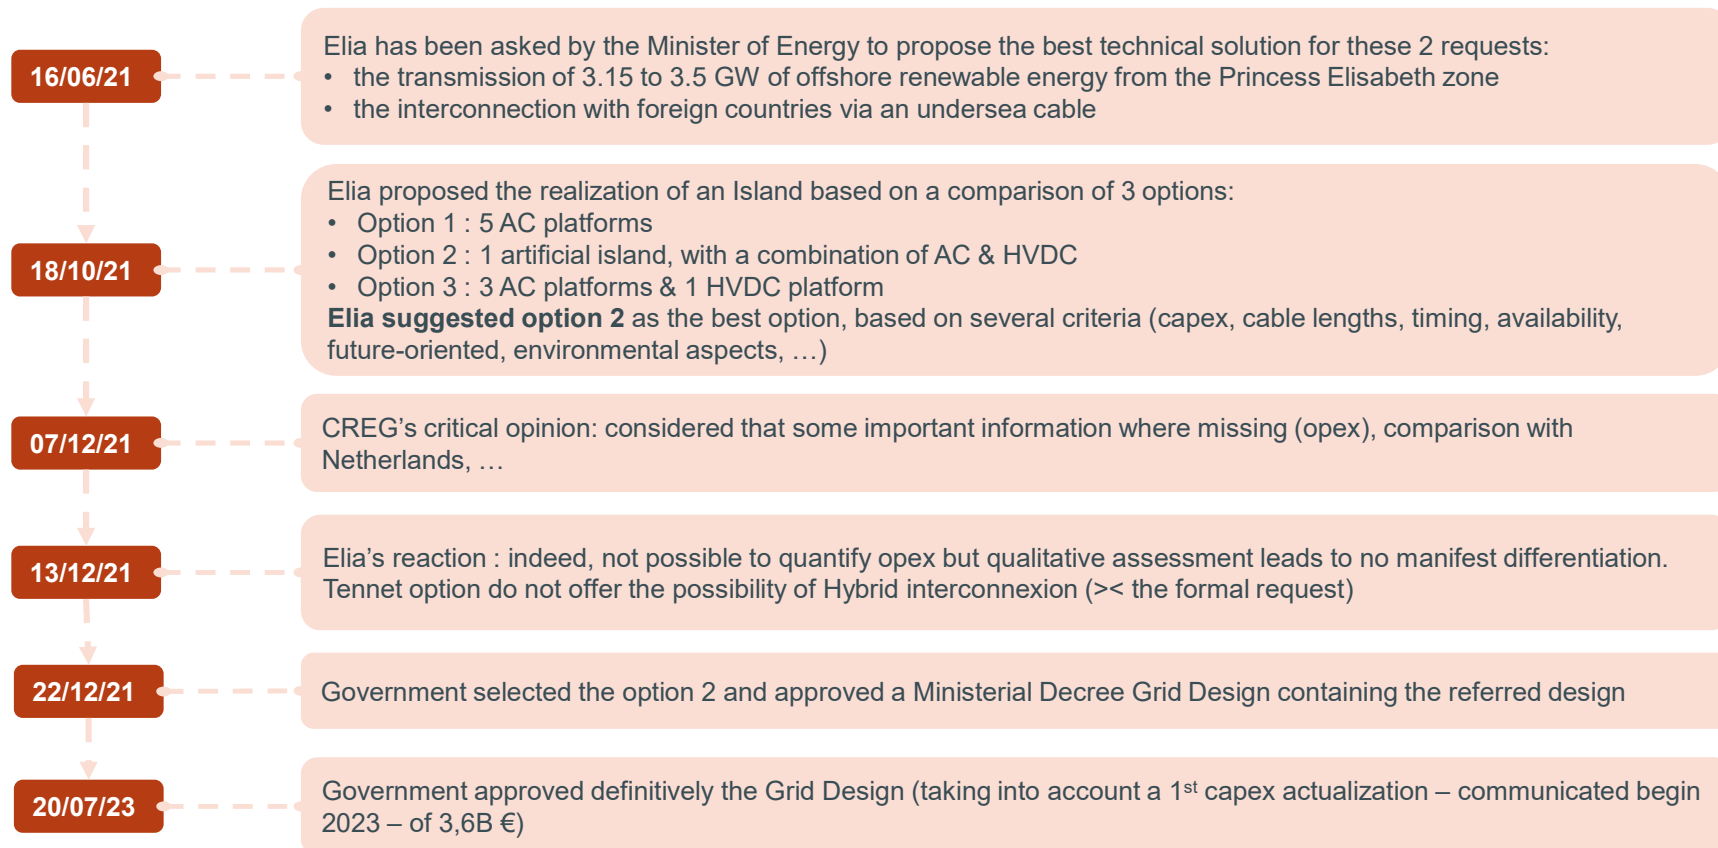 16/06/21
Elia has been asked by the Minister of Energy to propose the best technical solution for these 2 requests:
• the transmission of 3.15 to 3.5 GW of offshore renewable energy from the Princess Elisabeth zone
• the interconnection with foreign countries via an undersea cable
18/10/21
Elia proposed the realization of an Island based on a comparison of 3 options:
• Option 1 : 5 AC platforms
• Option 2 : 1 artificial island, with a combination of AC & HVDC
• Option 3 : 3 AC platforms & 1 HVDC platform
Elia suggested option 2 as the best option, based on several criteria (capex, cable lengths, timing, availability,
future-oriented, environmental aspects, …)
07/12/21
CREG's critical opinion: considered that some important information where missing (opex), comparison with
Netherlands, …
13/12/21
Elia's reaction : indeed, not possible to quantify opex but qualitative assessment leads to no manifest differentiation.
Tennet option do not offer the possibility of Hybrid interconnexion (>< the formal request)
22/12/21
Government selected the option 2 and approved a Ministerial Decree Grid Design containing the referred design
20/07/23
Government approved definitively the Grid Design (taking into account a 1st capex actualization – communicated begin
2023 – of 3,6B €)